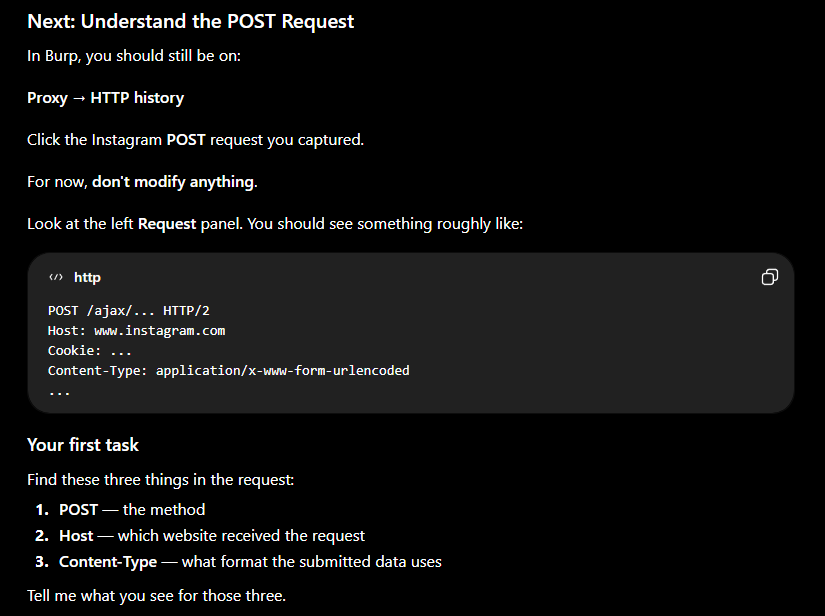 Next: Understand the POST Request
In Burp, you should still be on:
Proxy → HTTP history
Click the Instagram POST request you captured.
For now, don't modify anything.
Look at the left Request panel. You should see something roughly like:
</> http
POST /ajax/... HTTP/2
Host: www.instagram.com
Cookie: ...
Content-Type: application/x-www-form-urlencoded
...
Your first task
Find these three things in the request:
1. POST — the method
2. Host — which website received the request
3. Content-Type — what format the submitted data uses
Tell me what you see for those three.